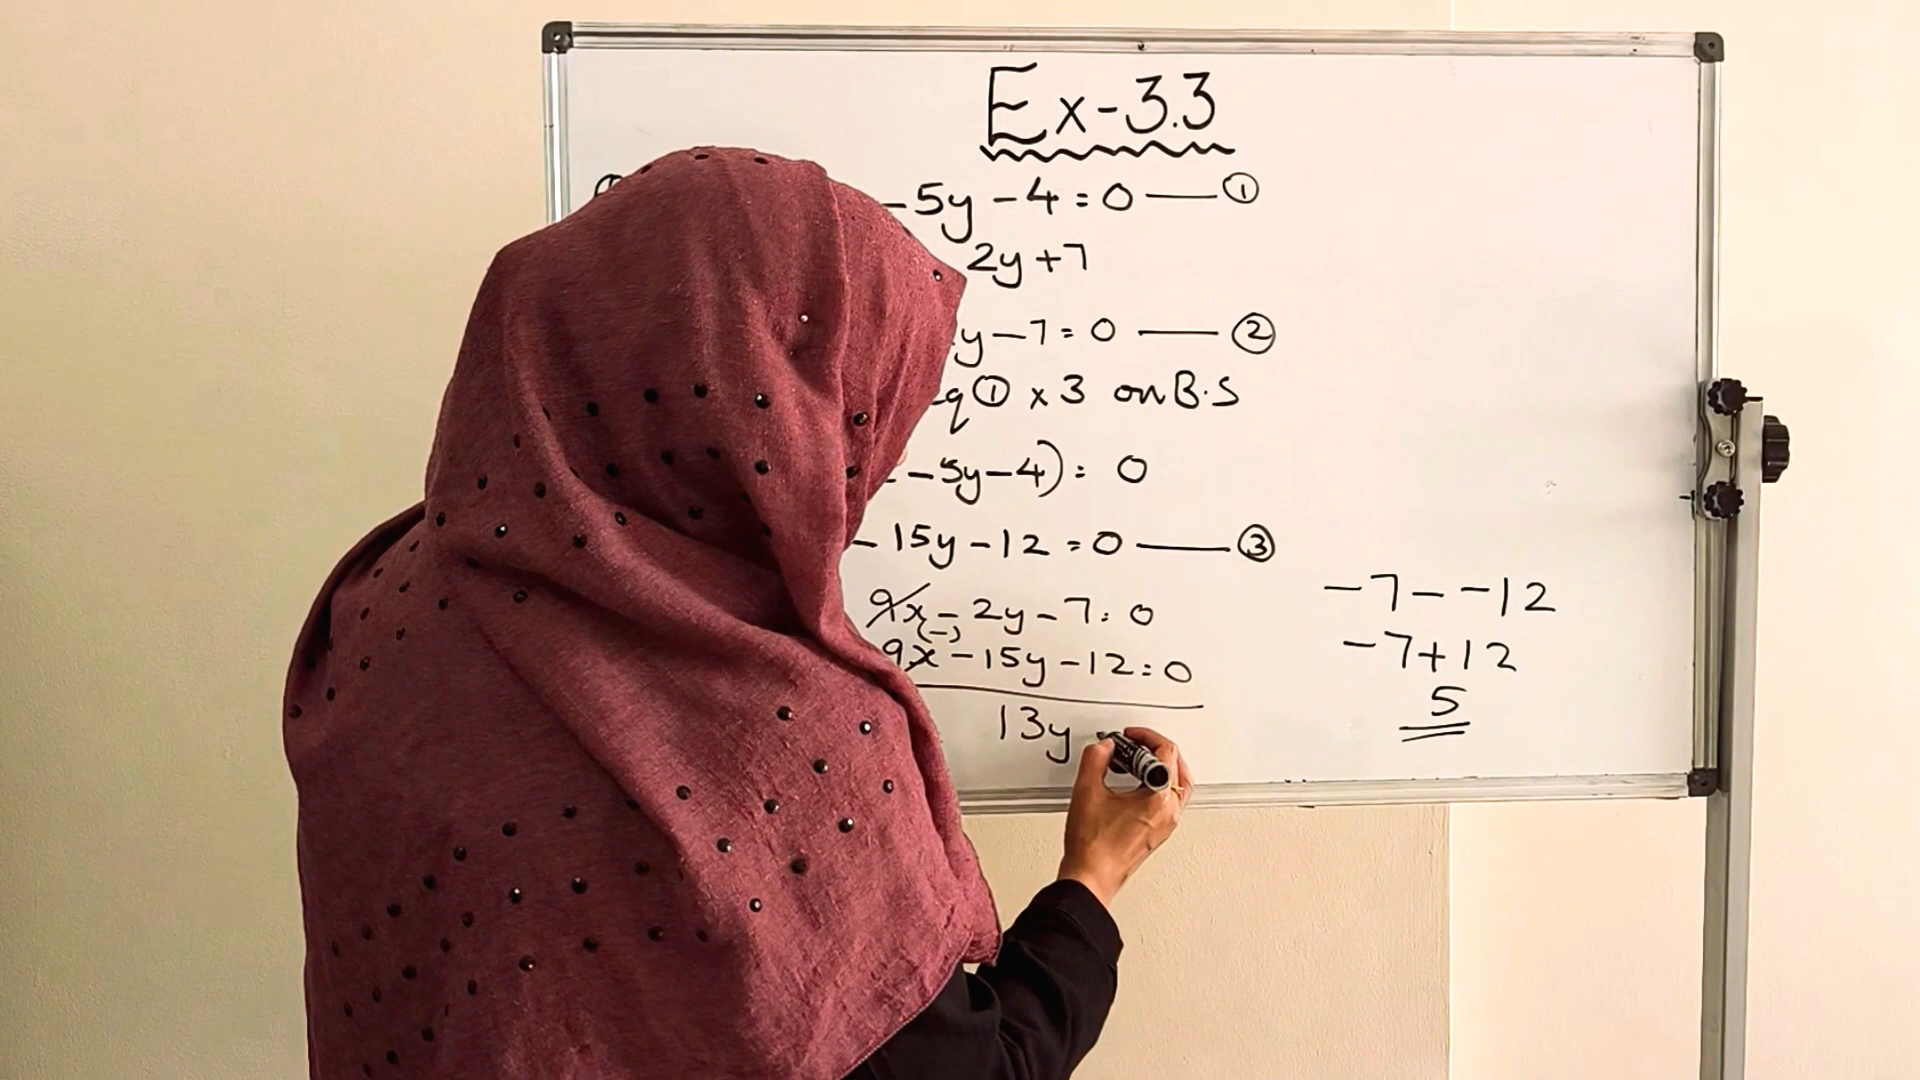 Ex-3.3
-5y-4=0 — ①
2y+7
y-7=0 — ②
q① x 3 on B.S
-5y-4)= 0
-15y-12=0 — ③
9x-2y-7=0
(-)
9x-15y-12=0
13y
-7--12
-7+12
5